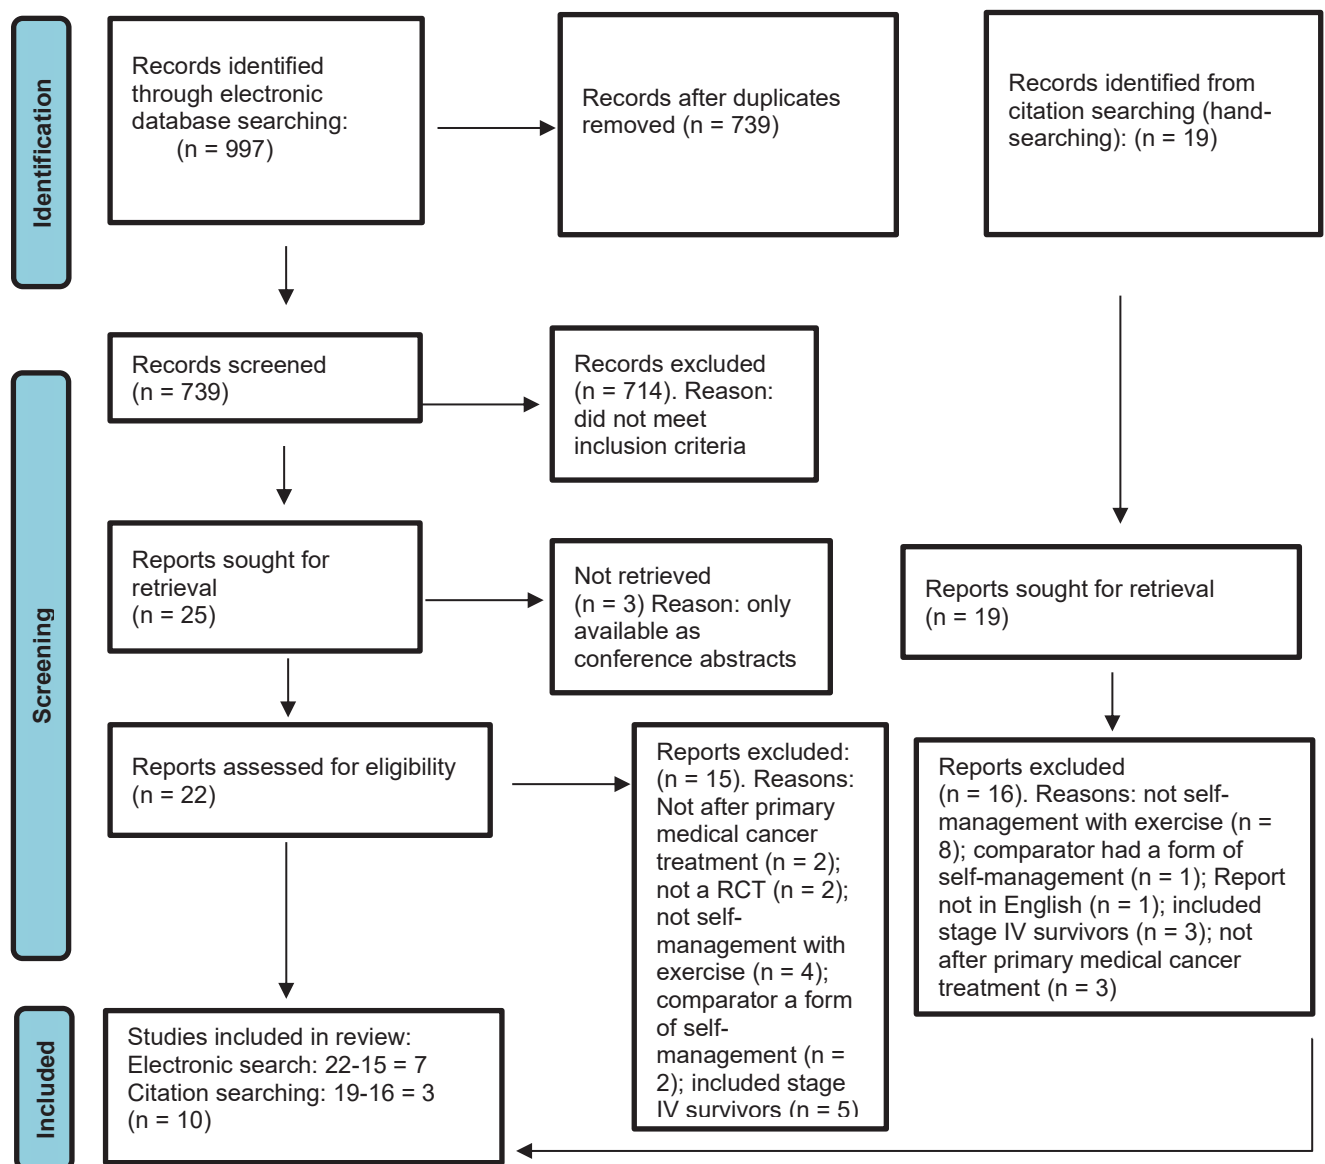 Identification
Records identified
through electronic
database searching:
(n = 997)
Records after duplicates
removed (n = 739)
Records identified from
citation searching (hand-
searching): (n = 19)
Screening
Records screened
(n = 739)
Records excluded
(n = 714). Reason:
did not meet
inclusion criteria
Reports sought for
retrieval
(n = 25)
Not retrieved
(n = 3) Reason: only
available as
conference abstracts
Reports sought for retrieval
(n = 19)
Reports assessed for eligibility
(n = 22)
Reports excluded:
(n = 15). Reasons:
Not after primary
medical cancer
treatment (n = 2);
not a RCT (n = 2);
not self-
management with
exercise (n = 4);
comparator a form
of self-
management (n =
2); included stage
IV survivors (n = 5)
Reports excluded
(n = 16). Reasons: not self-
management with exercise (n =
8); comparator had a form of
self-management (n = 1); Report
not in English (n = 1); included
stage IV survivors (n = 3); not
after primary medical cancer
treatment (n = 3)
Included
Studies included in review:
Electronic search: 22-15 = 7
Citation searching: 19-16 = 3
(n = 10)